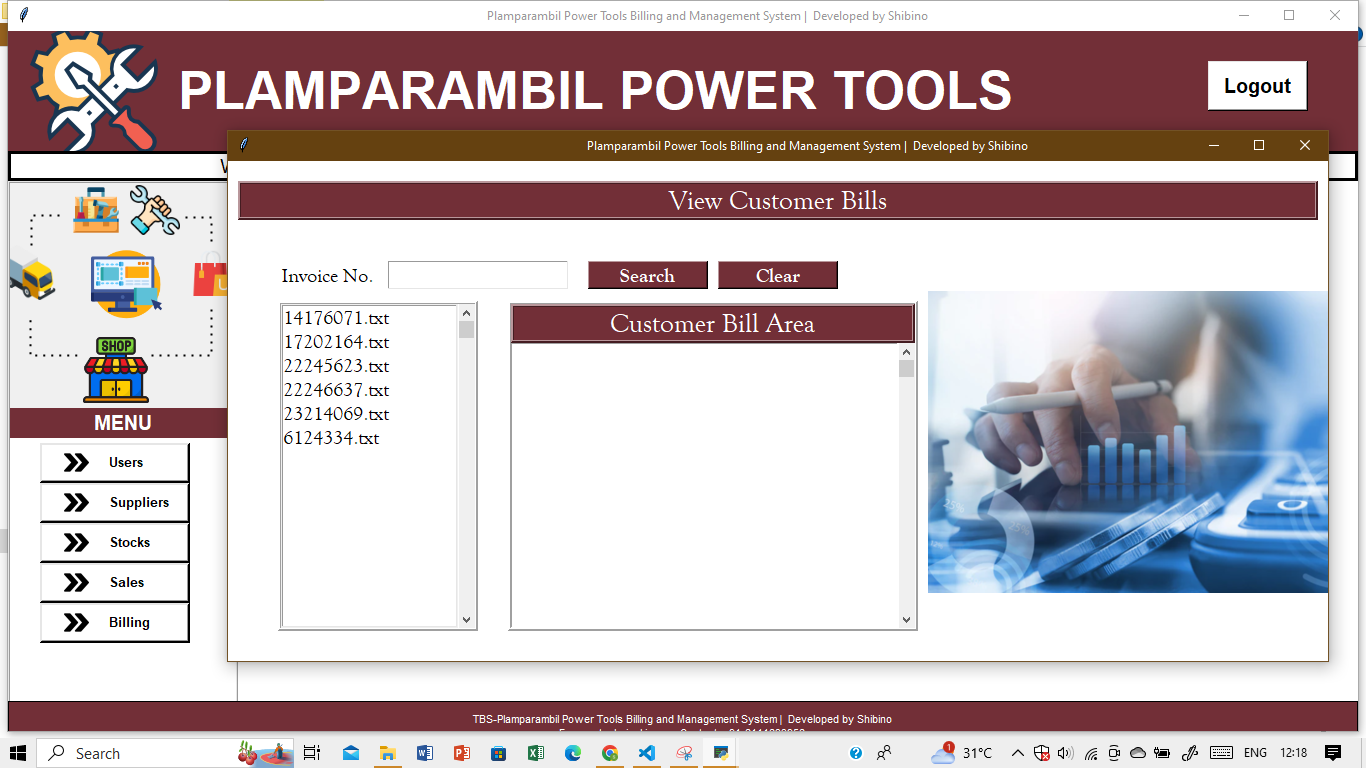 Plamparambil Power Tools Billing and Management System | Developed by Shibino
PLAMPARAMBIL POWER TOOLS
Logout
Plamparambil Power Tools Billing and Management System | Developed by Shibino
View Customer Bills
Invoice No.
Search
Clear
14176071.txt
17202164.txt
22245623.txt
22246637.txt
23214069.txt
6124334.txt
Customer Bill Area
SHOP
MENU
Users
Suppliers
Stocks
Sales
Billing
TBS-Plamparambil Power Tools Billing and Management System | Developed by Shibino
Search
1
31°C
ENG
12:18